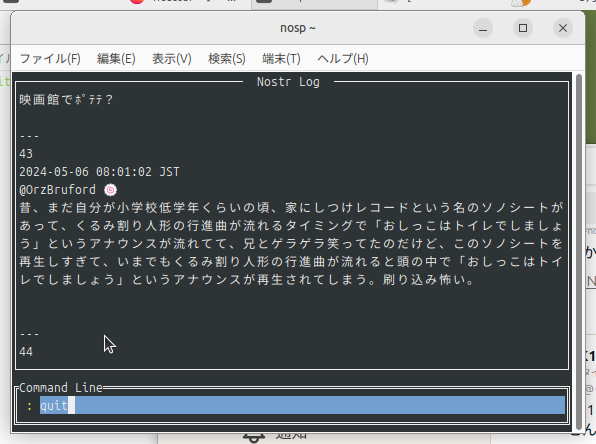 nosp ~
ファイル(F) 編集(E) 表示(V) 検索(S) 端末(T) ヘルプ(H)
Nostr Log
映画館でﾎﾟﾃﾃ？
---
43
2024-05-06 08:01:02 JST
@OrzBruford 🍥
昔、まだ自分が小学校低学年くらいの頃、家にしつけレコードという名のソノシートが
あって、くるみ割り人形の行進曲が流れるタイミングで「おしっこはトイレでしましょ
う」というアナウンスが流れてて、兄とゲラゲラ笑ってたのだけど、このソノシートを
再生しすぎて、いまでもくるみ割り人形の行進曲が流れると頭の中で「おしっこはトイ
レでしましょう」というアナウンスが再生されてしまう。刷り込み怖い。
---
44
Command Line
: quit
通知